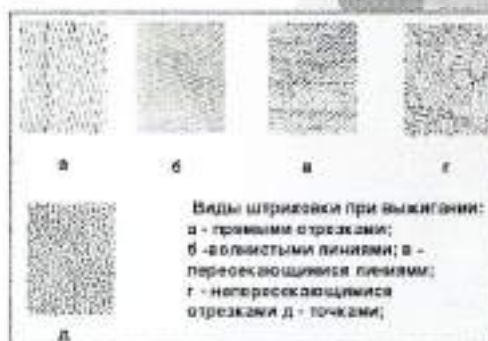 а б в г
Виды штриховки при выжигании:
а - прямыми отрезками;
б -волнистыми линиями; в -
пересекающимися линиями;
г - непересекающимися
отрезками д - точками;
д